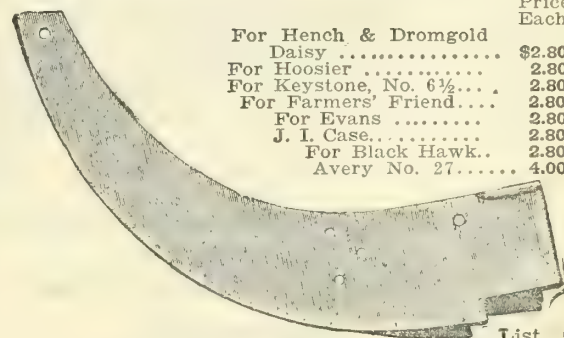 Price
Each
For Hench & Dromgold
Daisy ................ $2.80
For Hoosier ........... 2.80
For Keystone, No. 6½.... 2.80
For Farmers' Friend.... 2.80
For Evans ......... 2.80
J. I. Case.......... 2.80
For Black Hawk.. 2.80
Avery No. 27...... 4.00
List